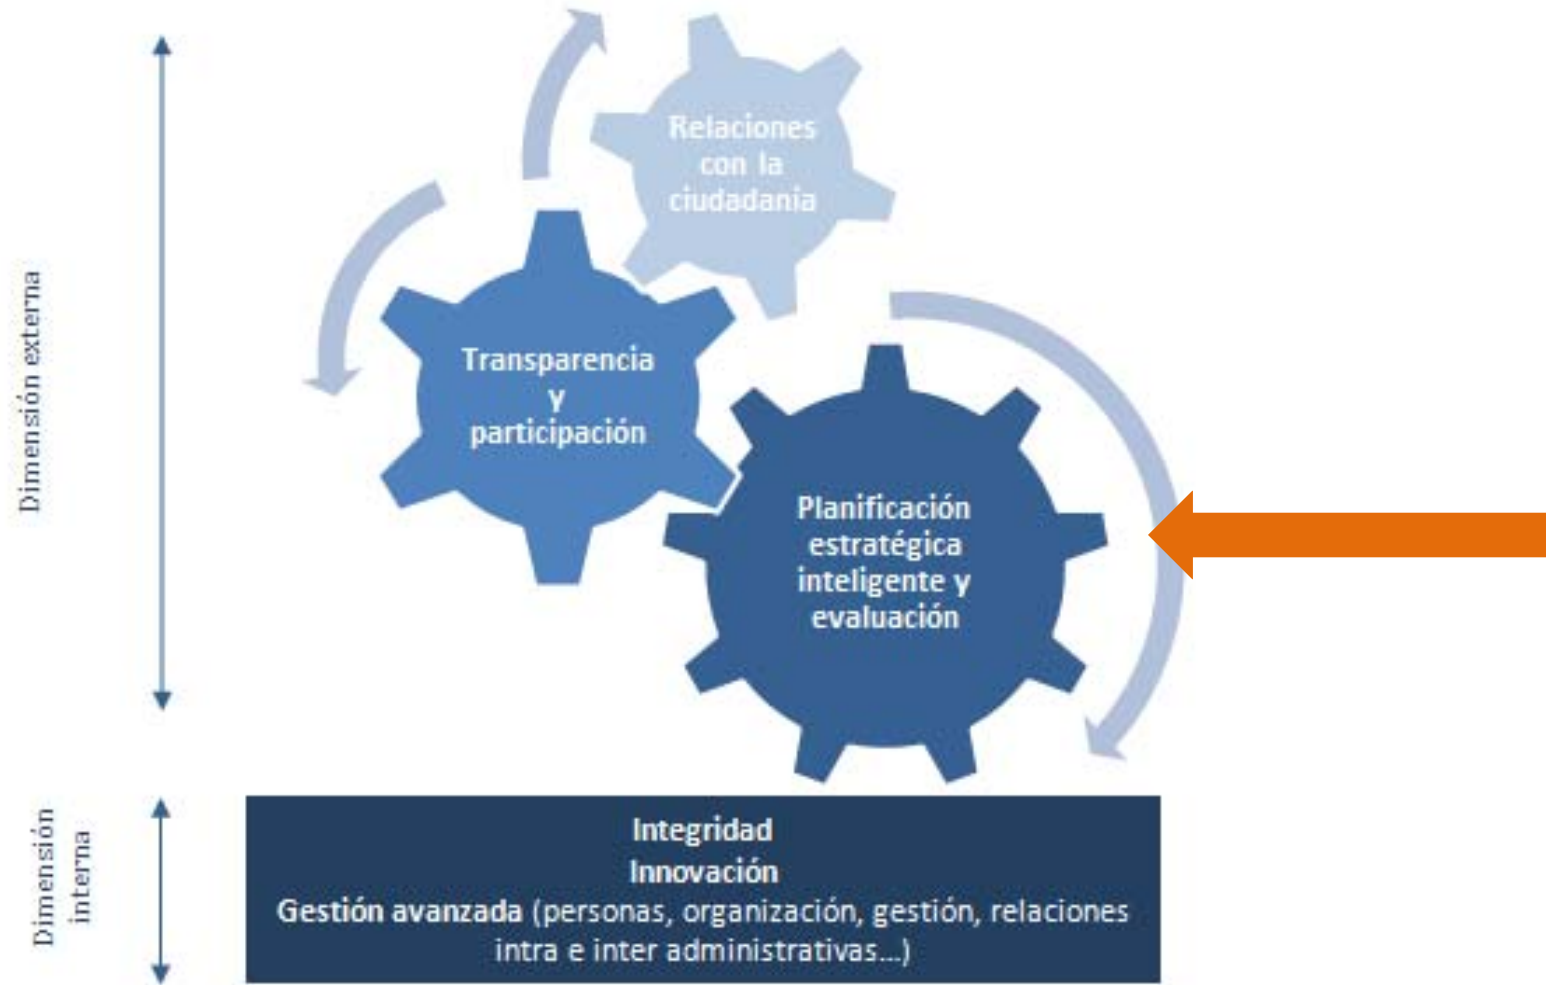 Dimensión externa
Relaciones
con la
ciudadanía
Transparencia
y
participación
Planificación
estratégica
inteligente y
evaluación
Dimensión
interna
Integridad
Innovación
Gestión avanzada (personas, organización, gestión, relaciones
intra e inter administrativas...)